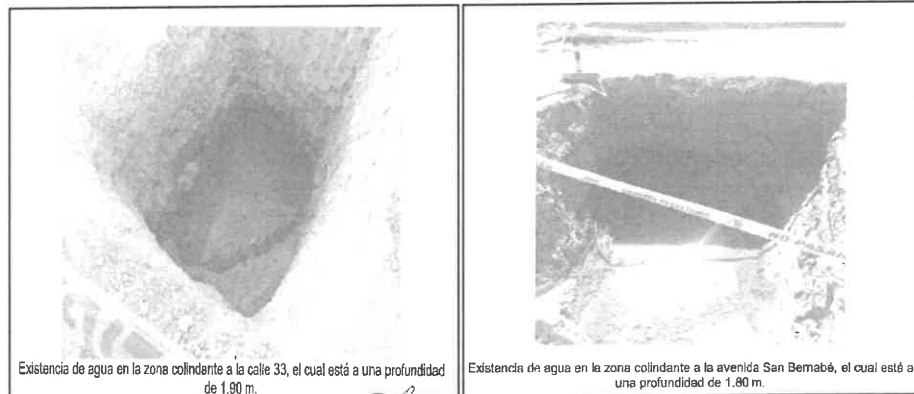 Existencia de agua en la zona colindante a la calle 33, el cual está a una profundidad
de 1.90 m.
Existencia de agua en la zona colindante a la avenida San Bernabé, el cual está a
una profundidad de 1.80 m.